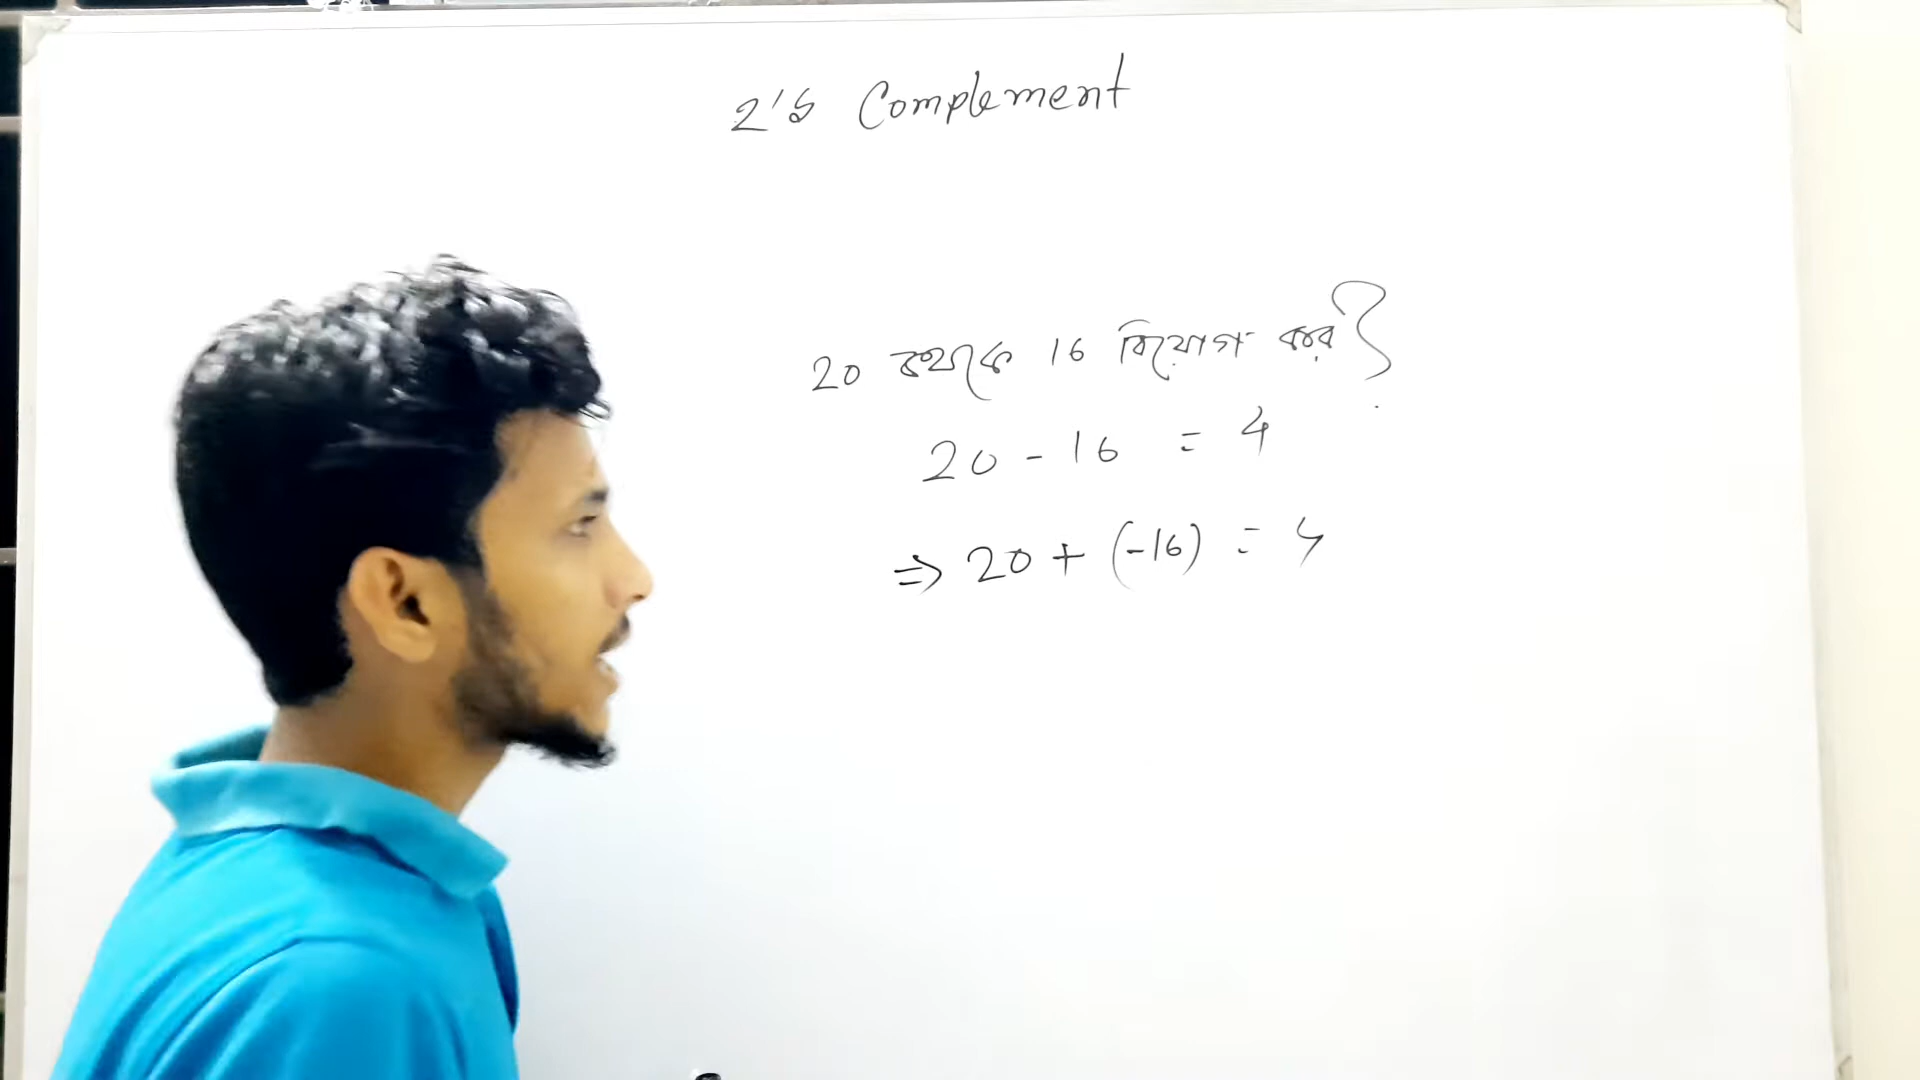 2's Complement
20 থেকে 16 বিয়োগ কর?
20 - 16 = 4
⇒ 20 + (-16) = 4